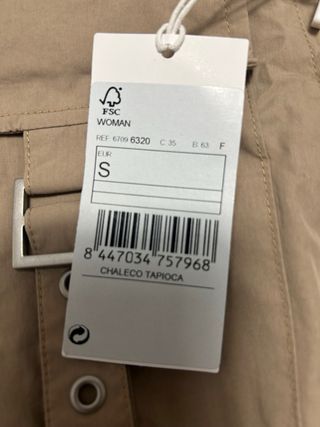 FSC
WOMAN
REF. 6709 6320 C. 35 B. 63 F
EUR
S
8 447034 757968
CHALECO TAPIOCA